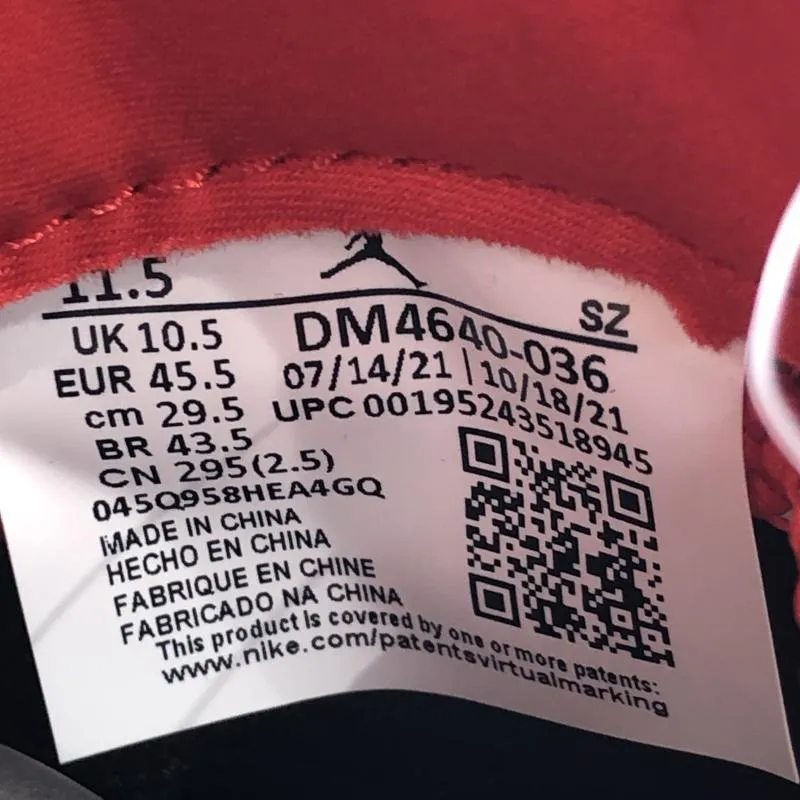 11.5
SZ
UK 10.5
DM4640-036
EUR 45.5
07/14/21 | 10/18/21
cm 29.5
UPC 00195243518945
BR 43.5
CN 295(2.5)
045Q958HEA4GQ
MADE IN CHINA
HECHO EN CHINA
FABRIQUE EN CHINE
FABRICADO NA CHINA
This product is covered by one or more patents:
www.nike.com/patentsvirtualmarking